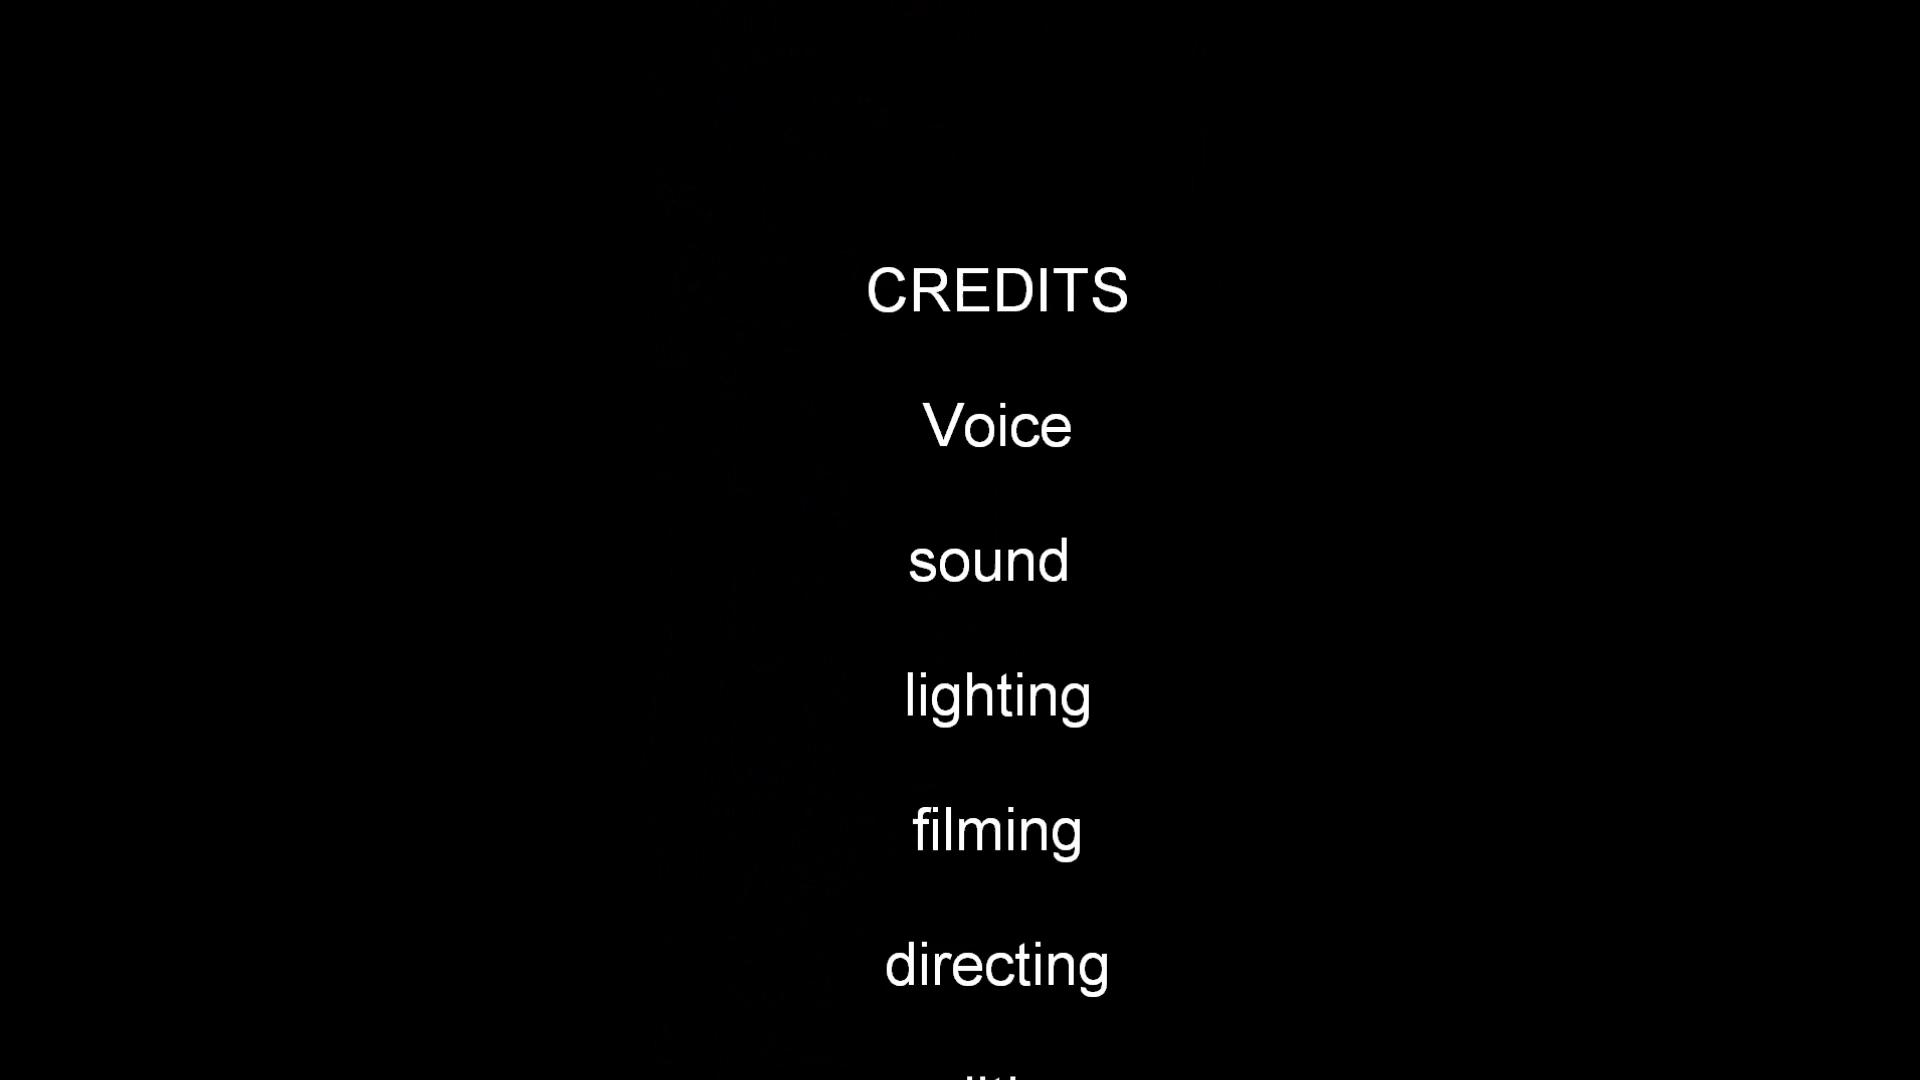 CREDITS
Voice
sound
lighting
filming
directing